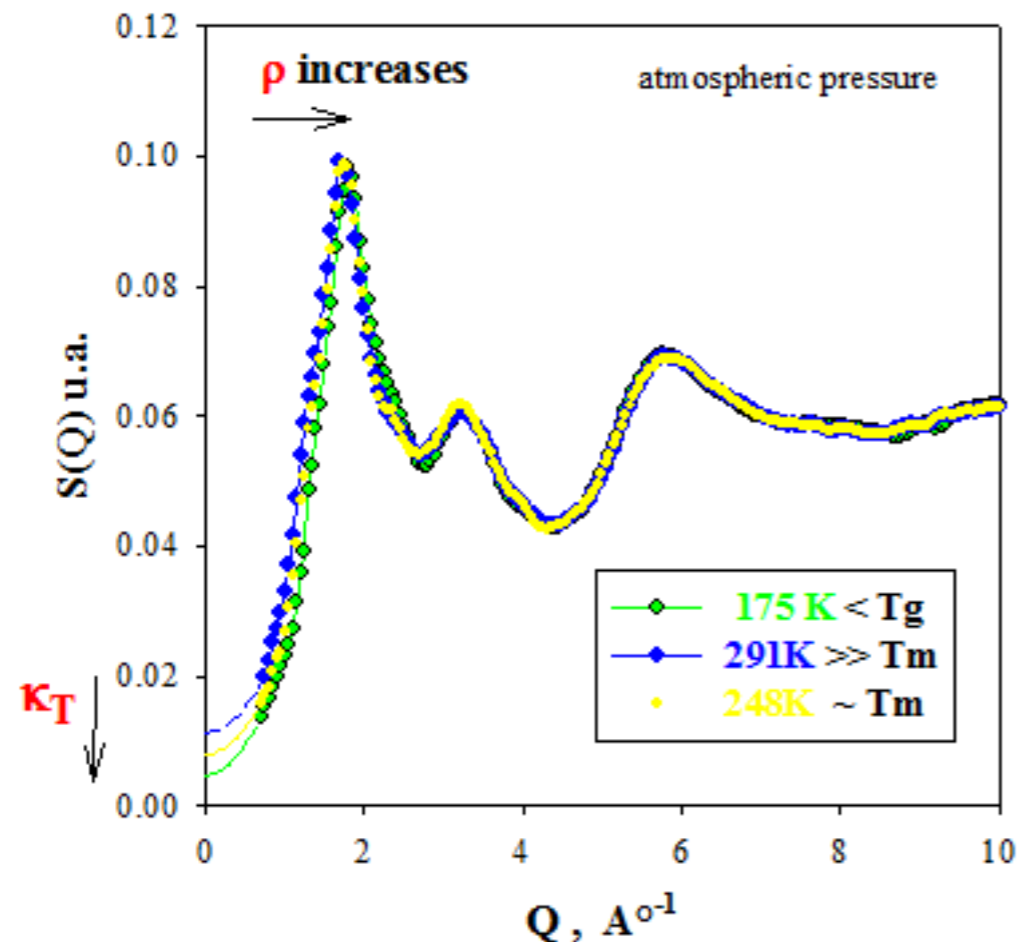 0.12
ρ increases
atmospheric pressure
0.10
0.08
S(Q) u.a.
0.06
0.04
175 K < Tg
291K >> Tm
248K ~ Tm
0.02
κT
0.00
0 2 4 6 8 10
Q , A°⁻¹